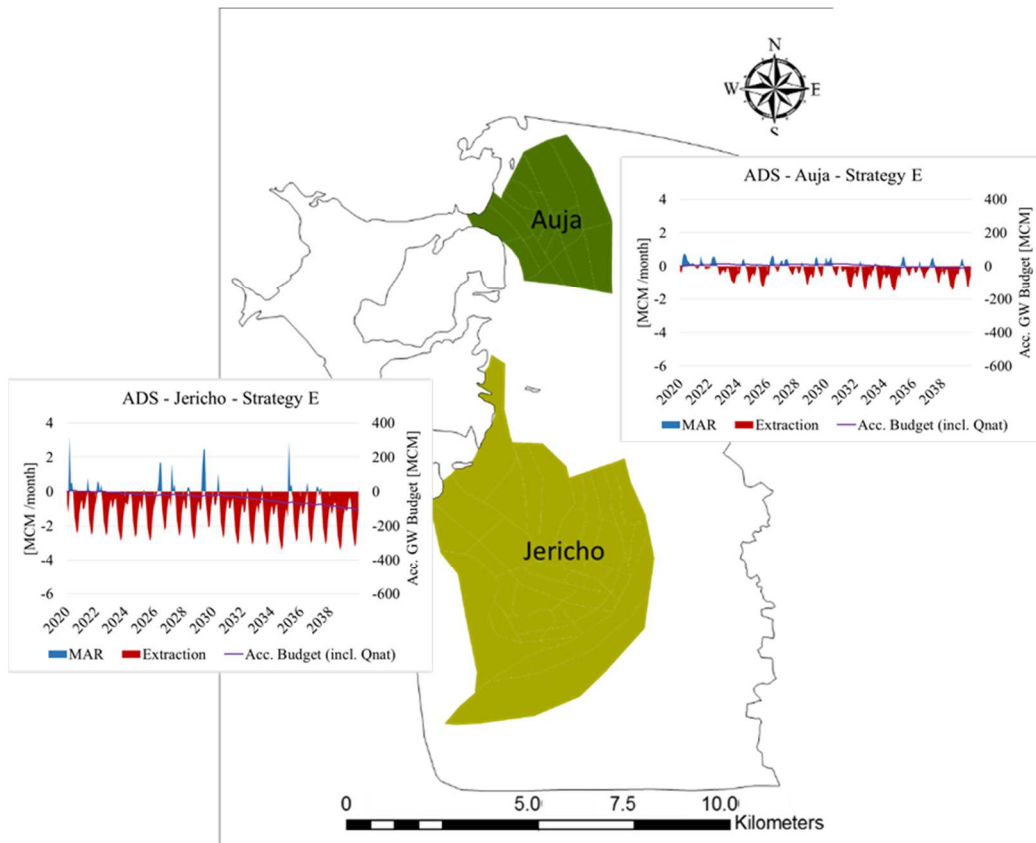 N
W E
S
Auja
ADS - Auja - Strategy E
4
2
0
-2
-4
-6
[MCM /month]
400
200
0
-200
-400
-600
Acc. GW Budget [MCM]
2020 2022 2024 2026 2028 2030 2032 2034 2036 2038
MAR Extraction Acc. Budget (incl. Qnat)
ADS - Jericho - Strategy E
4
2
0
-2
-4
-6
[MCM /month]
400
200
0
-200
-400
-600
Acc. GW Budget [MCM]
2020 2022 2024 2026 2028 2030 2032 2034 2036 2038
MAR Extraction Acc. Budget (incl. Qnat)
Jericho
0 5.0 7.5 10.0
Kilometers